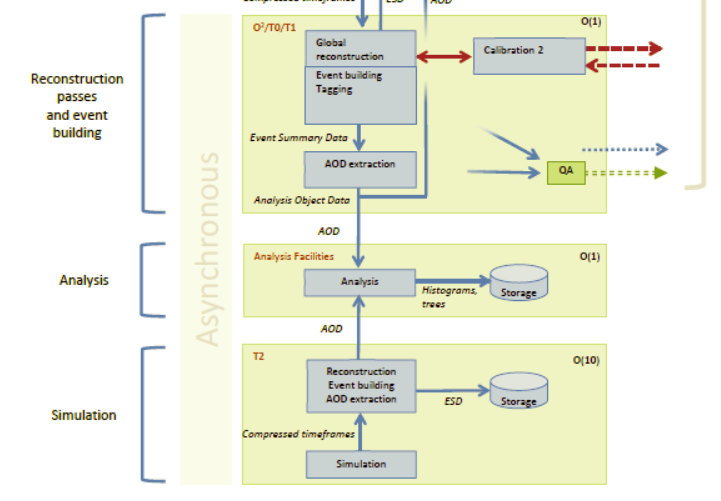 Compressed timeframes
ESD
AOD
O²/T0/T1
O(1)
Global
reconstruction
Calibration 2
Event building
Tagging
Reconstruction
passes
and event
building
Event Summary Data
AOD extraction
QA
Analysis Object Data
AOD
Asynchronous
Analysis Facilities
O(1)
Analysis
Analysis
Histograms,
trees
Storage
AOD
T2
O(10)
Reconstruction
Event building
AOD extraction
ESD
Storage
Simulation
Compressed timeframes
Simulation